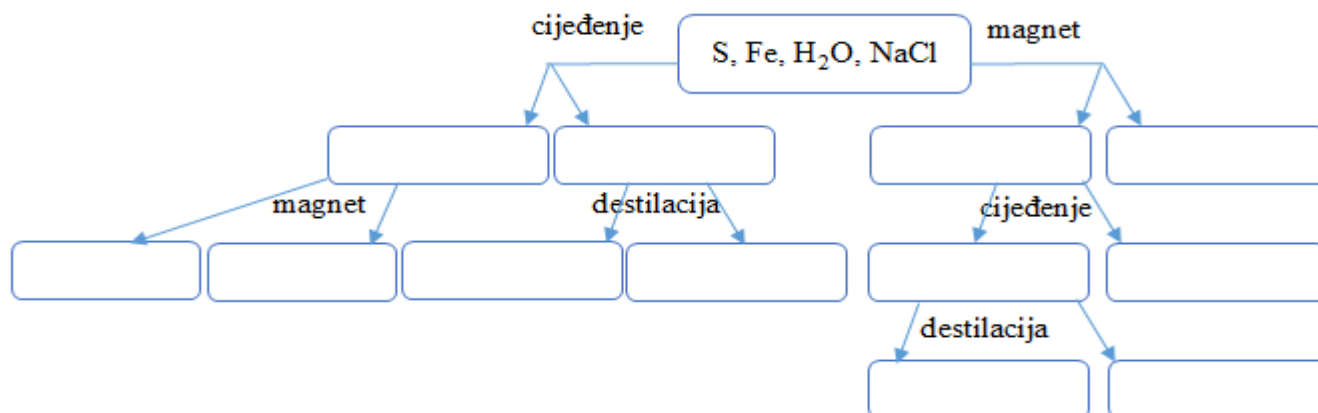 cijeđenje
S, Fe, H₂O, NaCl
magnet
magnet
destilacija
cijeđenje
destilacija